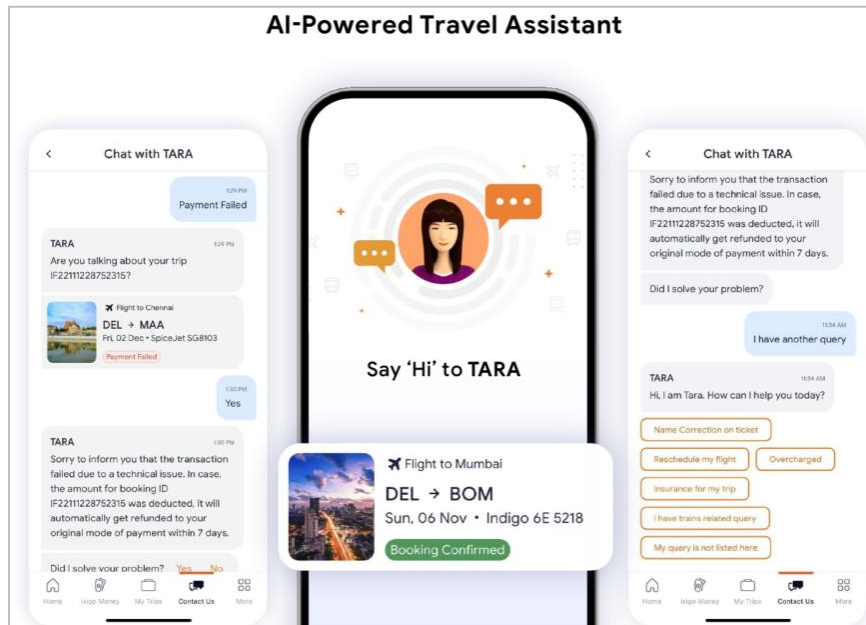 AI-Powered Travel Assistant
Chat with TARA
1:29 PM
Payment Failed
TARA
1:29 PM
Are you talking about your trip
IF22111228752315?
Flight to Chennai
DEL → MAA
Fri, 02 Dec • SpiceJet SG8103
Payment Failed
1:30 PM
Yes
TARA
1:30 PM
Sorry to inform you that the transaction
failed due to a technical issue. In case,
the amount for booking ID
IF22111228752315 was deducted, it will
automatically get refunded to your
original mode of payment within 7 days.
Did I solve your problem? Yes No
Home
ixigo Money
My Trips
Contact Us
More
Say ‘Hi’ to TARA
Flight to Mumbai
DEL → BOM
Sun, 06 Nov • Indigo 6E 5218
Booking Confirmed
Chat with TARA
Sorry to inform you that the transaction
failed due to a technical issue. In case,
the amount for booking ID
IF22111228752315 was deducted, it will
automatically get refunded to your
original mode of payment within 7 days.
Did I solve your problem?
11:34 AM
I have another query
TARA
11:34 AM
Hi, I am Tara. How can I help you today?
Name Correction on ticket
Reschedule my flight
Overcharged
Insurance for my trip
I have trains related query
My query is not listed here
Home
ixigo Money
My Trips
Contact Us
More